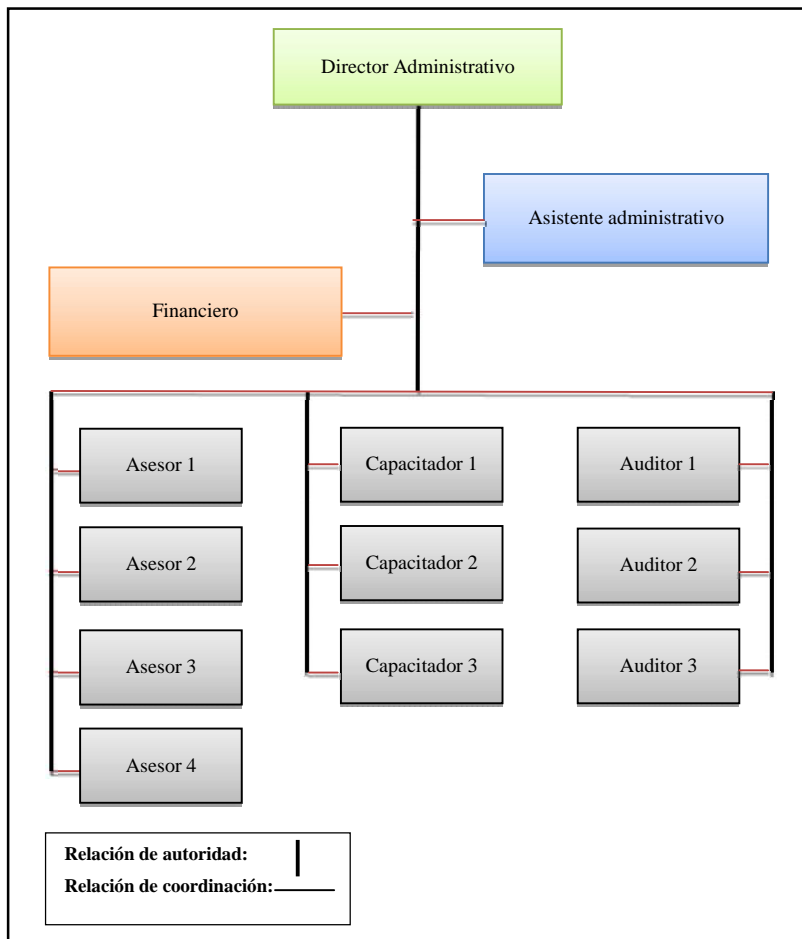 Director Administrativo
Asistente administrativo
Financiero
Asesor 1
Capacitador 1
Auditor 1
Asesor 2
Capacitador 2
Auditor 2
Asesor 3
Capacitador 3
Auditor 3
Asesor 4
Relación de autoridad:
Relación de coordinación: